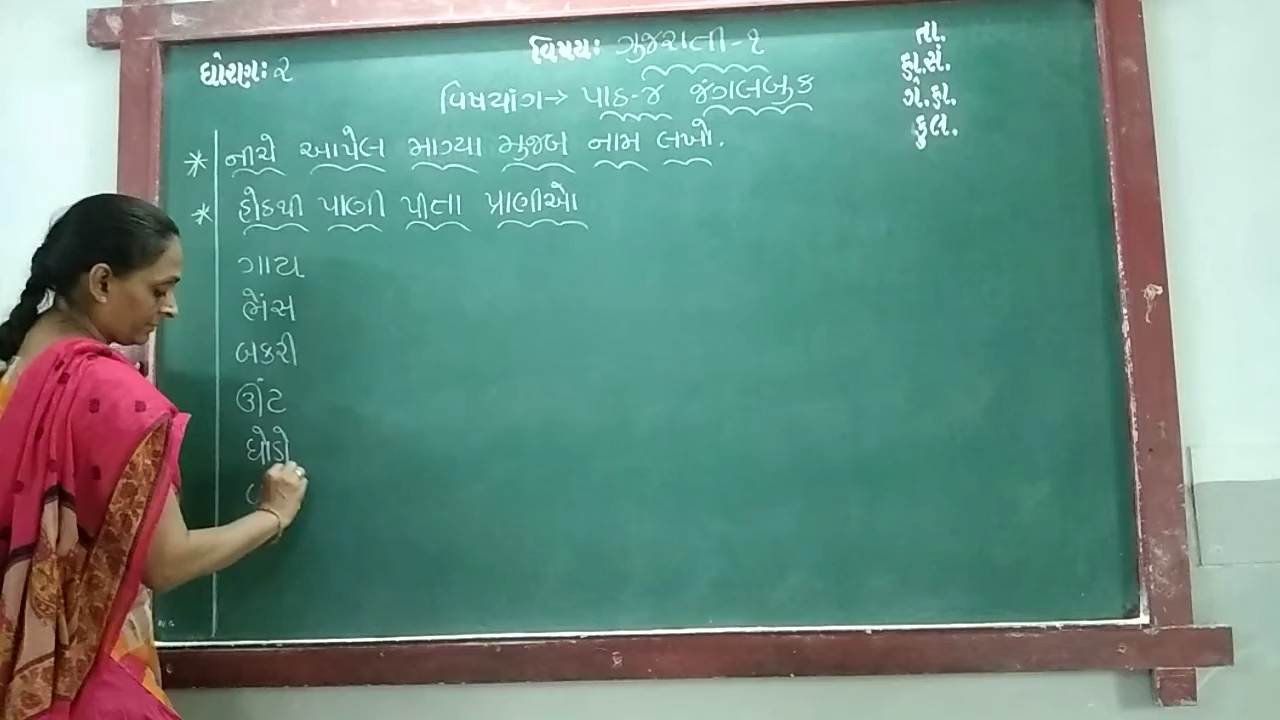 ધોરણઃ ૨
વિષયઃ ગુજરાતી-૧
વિષયાંગ→ પાઠ-૪ જંગલબુક
તા.
કા.સં.
ગે.કા.
કુલ.
* નીચે આપેલ માગ્યા મુજબ નામ લખો.
* હોઠથી પાણી પીતા પ્રાણીઓ
ગાય
ભેંસ
બકરી
ઊંટ
ઘોડો